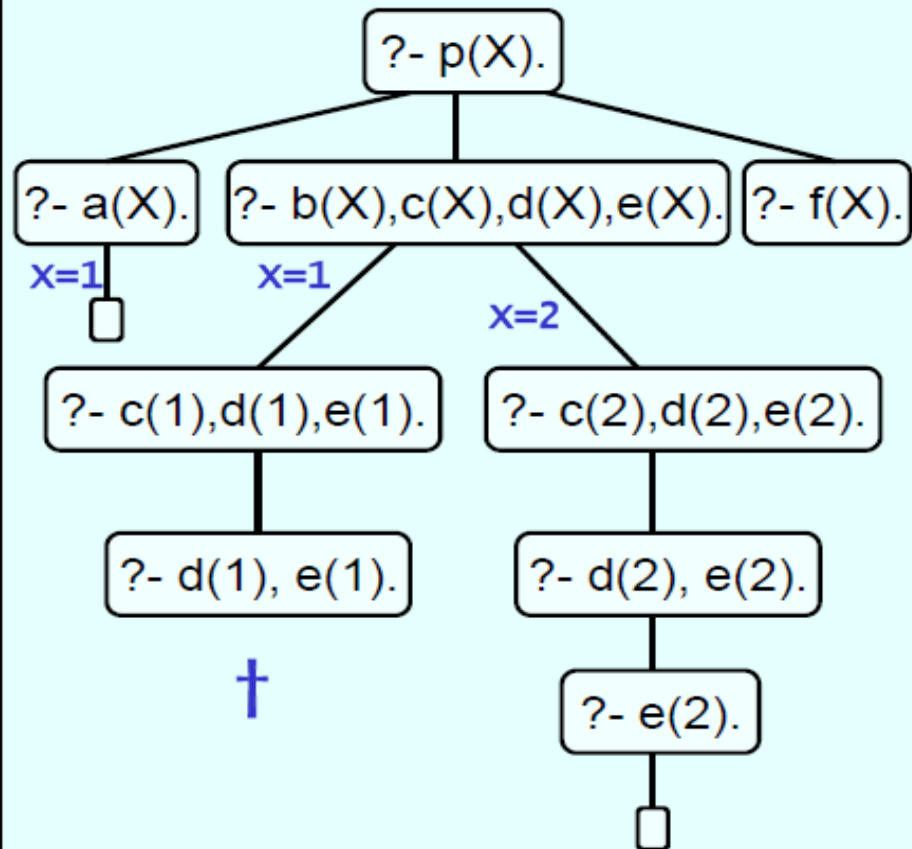 ?- p(X).
?- a(X). ?- b(X),c(X),d(X),e(X). ?- f(X).
X=1 X=1
X=2
?- c(1),d(1),e(1). ?- c(2),d(2),e(2).
?- d(1), e(1). ?- d(2), e(2).
†
?- e(2).